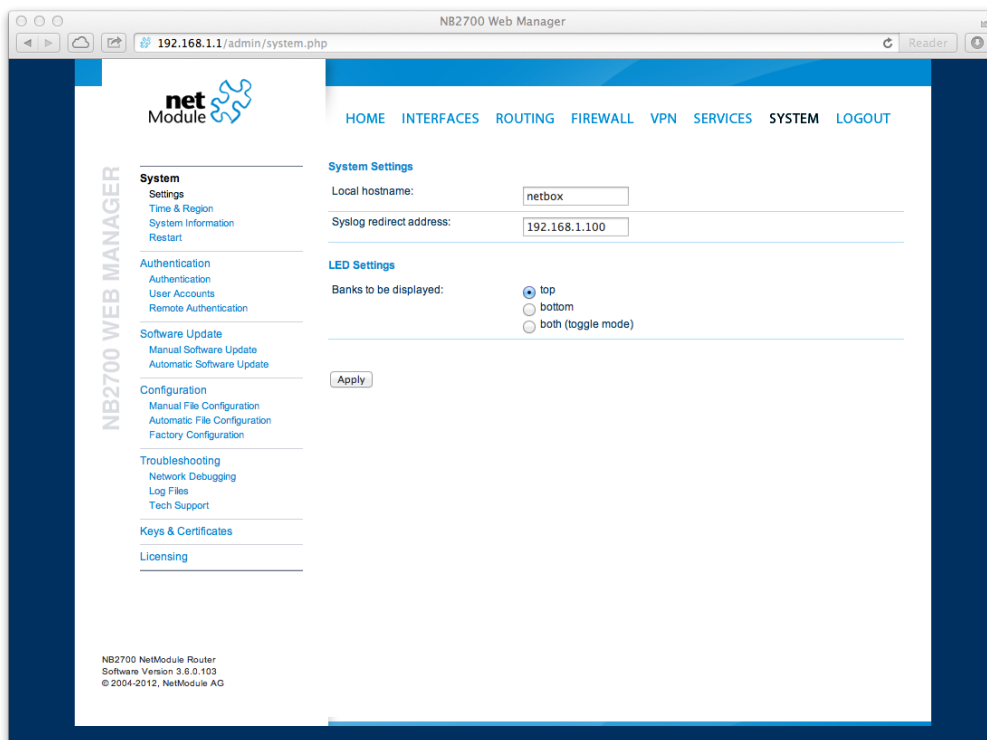 NB2700 Web Manager
192.168.1.1/admin/system.php
Reader
net
Module
HOME INTERFACES ROUTING FIREWALL VPN SERVICES SYSTEM LOGOUT
NB2700 WEB MANAGER
System
Settings
Time & Region
System Information
Restart
Authentication
Authentication
User Accounts
Remote Authentication
Software Update
Manual Software Update
Automatic Software Update
Configuration
Manual File Configuration
Automatic File Configuration
Factory Configuration
Troubleshooting
Network Debugging
Log Files
Tech Support
Keys & Certificates
Licensing
System Settings
Local hostname: netbox
Syslog redirect address: 192.168.1.100
LED Settings
Banks to be displayed: top
bottom
both (toggle mode)
Apply
NB2700 NetModule Router
Software Version 3.6.0.103
© 2004-2012, NetModule AG